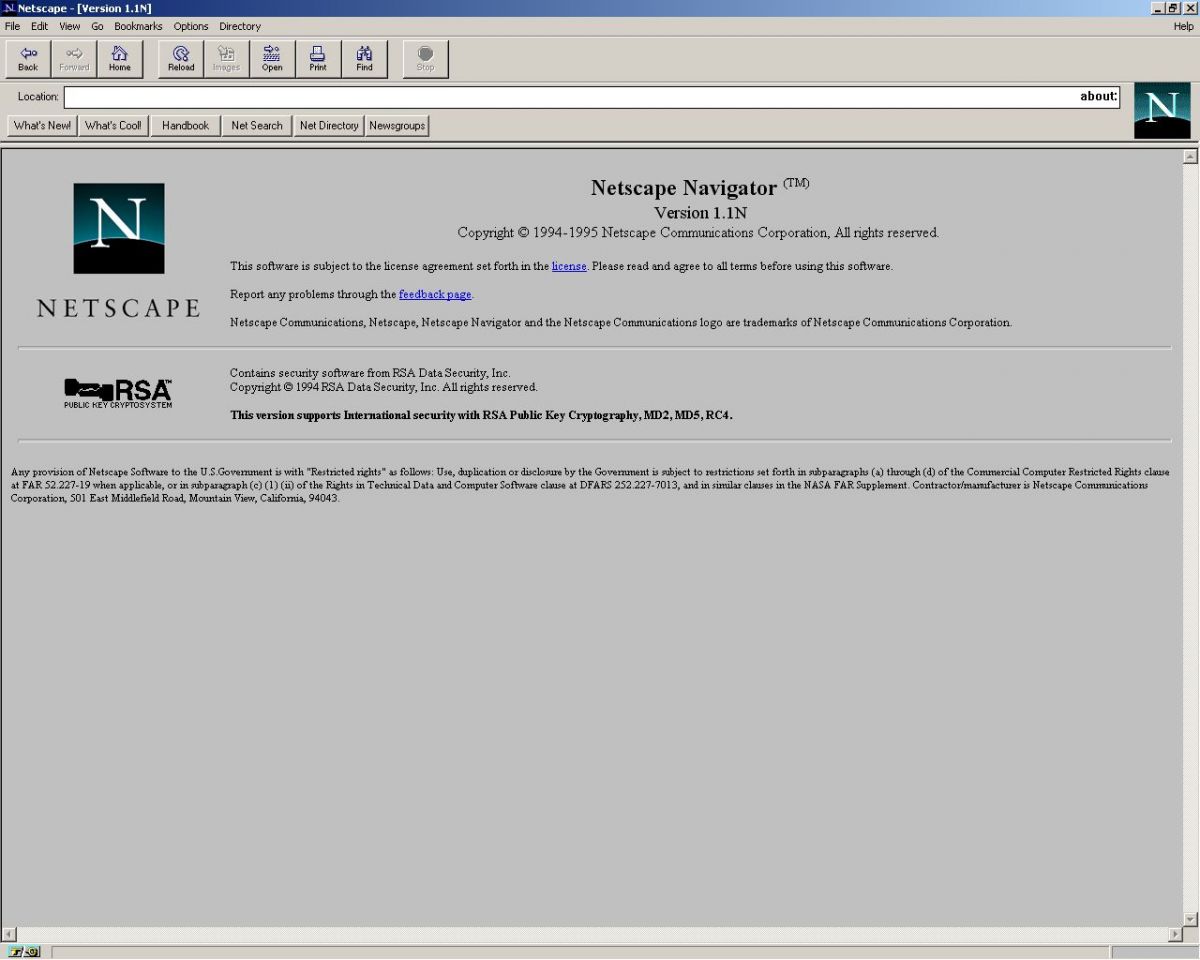 Netscape - [Version 1.1N]
File Edit View Go Bookmarks Options Directory Help
Back Forward Home Reload Images Open Print Find Stop
Location: about:
What's New! What's Cool! Handbook Net Search Net Directory Newsgroups
N
N
NETSCAPE
Netscape Navigator (TM)
Version 1.1N
Copyright © 1994-1995 Netscape Communications Corporation, All rights reserved.
This software is subject to the license agreement set forth in the license. Please read and agree to all terms before using this software.
Report any problems through the feedback page.
Netscape Communications, Netscape, Netscape Navigator and the Netscape Communications logo are trademarks of Netscape Communications Corporation.
RSA™
PUBLIC KEY CRYPTOSYSTEM
Contains security software from RSA Data Security, Inc.
Copyright © 1994 RSA Data Security, Inc. All rights reserved.
This version supports International security with RSA Public Key Cryptography, MD2, MD5, RC4.
Any provision of Netscape Software to the U.S.Government is with "Restricted rights" as follows: Use, duplication or disclosure by the Government is subject to restrictions set forth in subparagraphs (a) through (d) of the Commercial Computer Restricted Rights clause
at FAR 52.227-19 when applicable, or in subparagraph (c) (1) (ii) of the Rights in Technical Data and Computer Software clause at DFARS 252.227-7013, and in similar clauses in the NASA FAR Supplement. Contractor/manufacturer is Netscape Communications
Corporation, 501 East Middlefield Road, Mountain View, California, 94043.